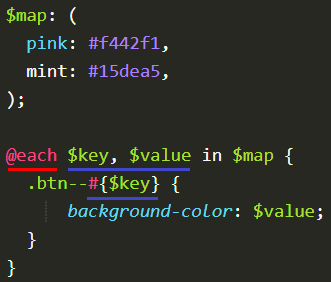 $map: (
  pink: #f442f1,
  mint: #15dea5,
);
@each $key, $value in $map {
  .btn--#{$key} {
    background-color: $value;
  }
}